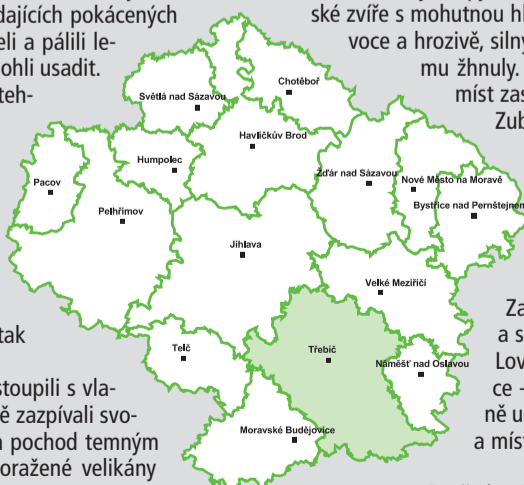 dajících pokácených
eli a pálili le-
ohli usadit.
teh-
tak
stoupili s vla-
ě zazpívali svo-
pochod temným
oražené velikány
ské zvíře s mohutnou hl
voce a hrozivě, silný
mu žhnuly.
míst zas
Zub
Za
a s
Lov
ce -
ně u
a míst
Chotěboř
Světlá nad Sázavou
Havlíčkův Brod
Humpolec
Žďár nad Sázavou
Pacov
Nové Město na Moravě
Pelhřimov
Bystřice nad Pernštejnem
Jihlava
Velké Meziříčí
Telč
Třebíč
Náměšť nad Oslavou
Moravské Budějovice